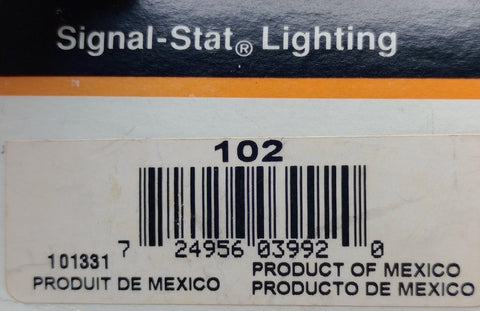 Signal-Stat® Lighting
102
7 24956 03992 0
101331
PRODUIT DE MEXICO
PRODUCT OF MEXICO
PRODUCTO DE MEXICO